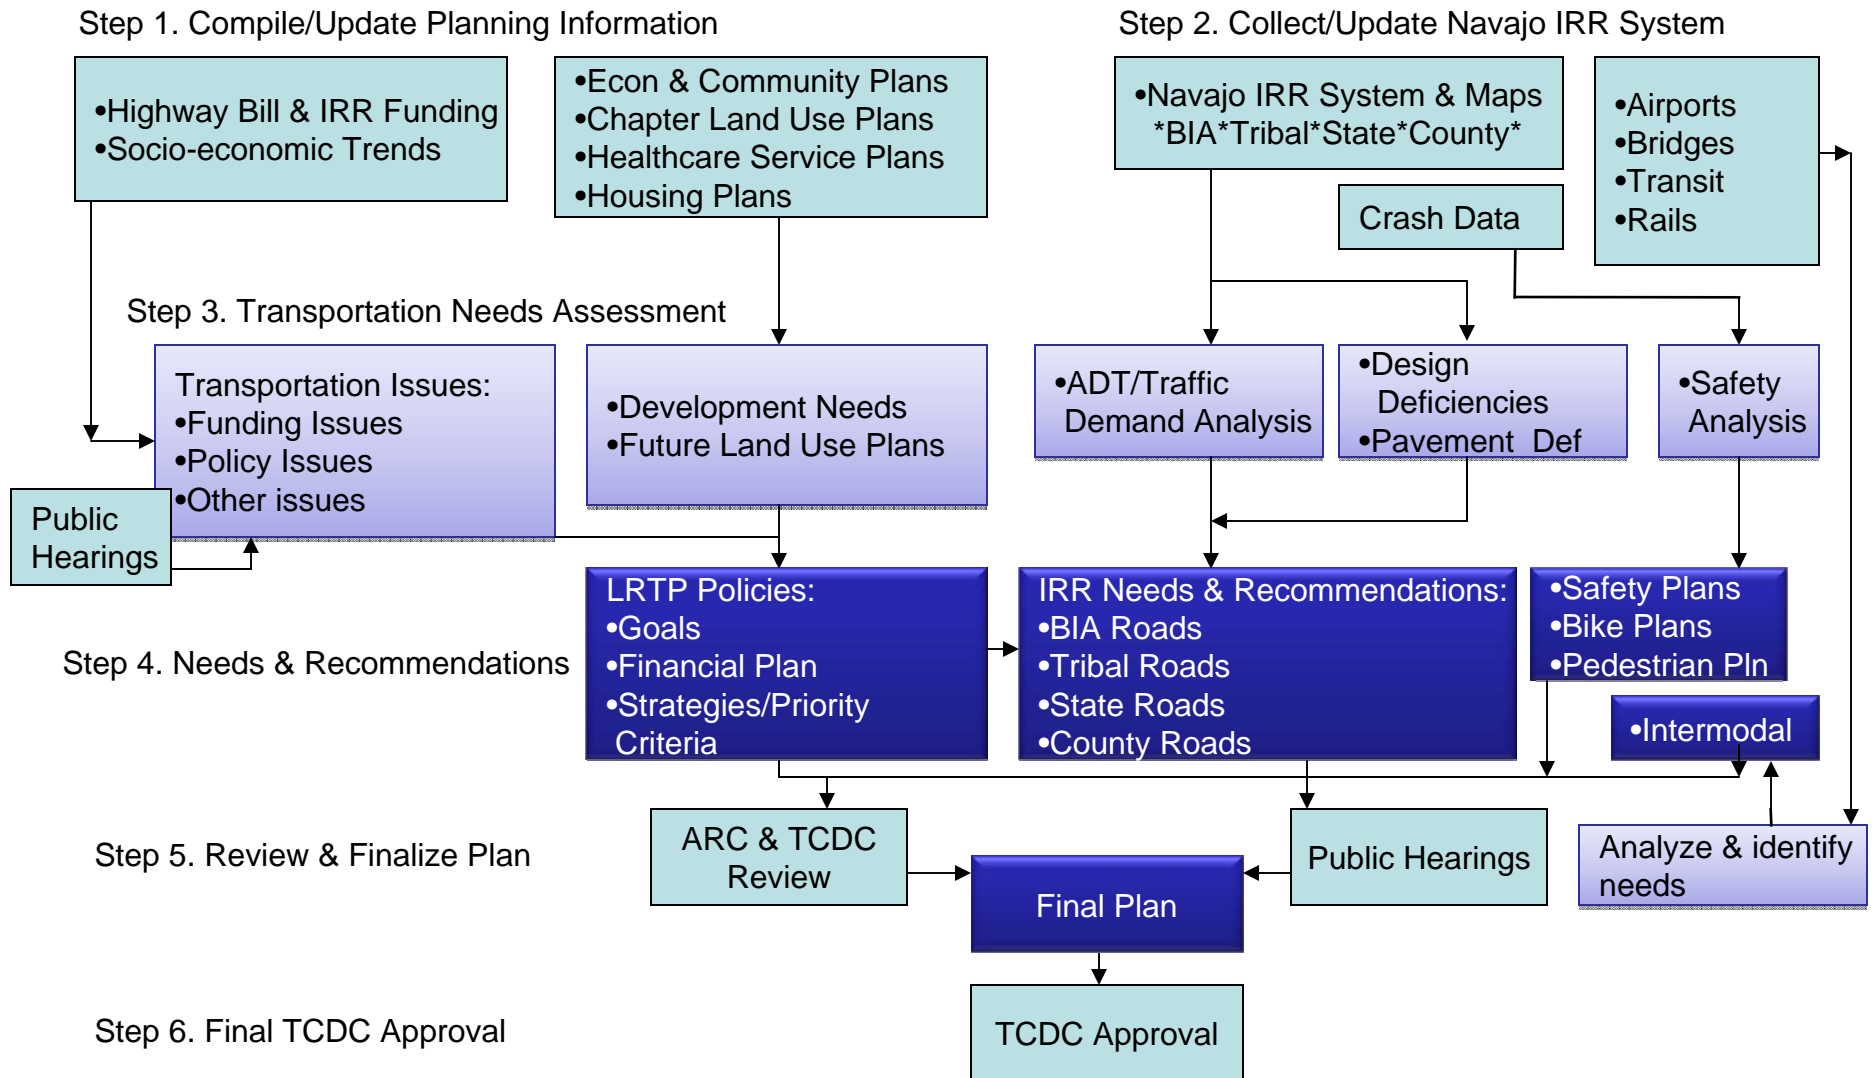 Step 1. Compile/Update Planning Information
Step 2. Collect/Update Navajo IRR System
•Highway Bill & IRR Funding
•Socio-economic Trends
•Econ & Community Plans
•Chapter Land Use Plans
•Healthcare Service Plans
•Housing Plans
•Navajo IRR System & Maps
*BIA*Tribal*State*County*
Crash Data
•Airports
•Bridges
•Transit
•Rails
Step 3. Transportation Needs Assessment
Transportation Issues:
•Funding Issues
•Policy Issues
•Other issues
Public
Hearings
•Development Needs
•Future Land Use Plans
•ADT/Traffic
Demand Analysis
•Design
Deficiencies
•Pavement Def
•Safety
Analysis
Step 4. Needs & Recommendations
LRTP Policies:
•Goals
•Financial Plan
•Strategies/Priority
Criteria
IRR Needs & Recommendations:
•BIA Roads
•Tribal Roads
•State Roads
•County Roads
•Safety Plans
•Bike Plans
•Pedestrian Pln
•Intermodal
Step 5. Review & Finalize Plan
ARC & TCDC
Review
Final Plan
Public Hearings
Analyze & identify
needs
Step 6. Final TCDC Approval
TCDC Approval